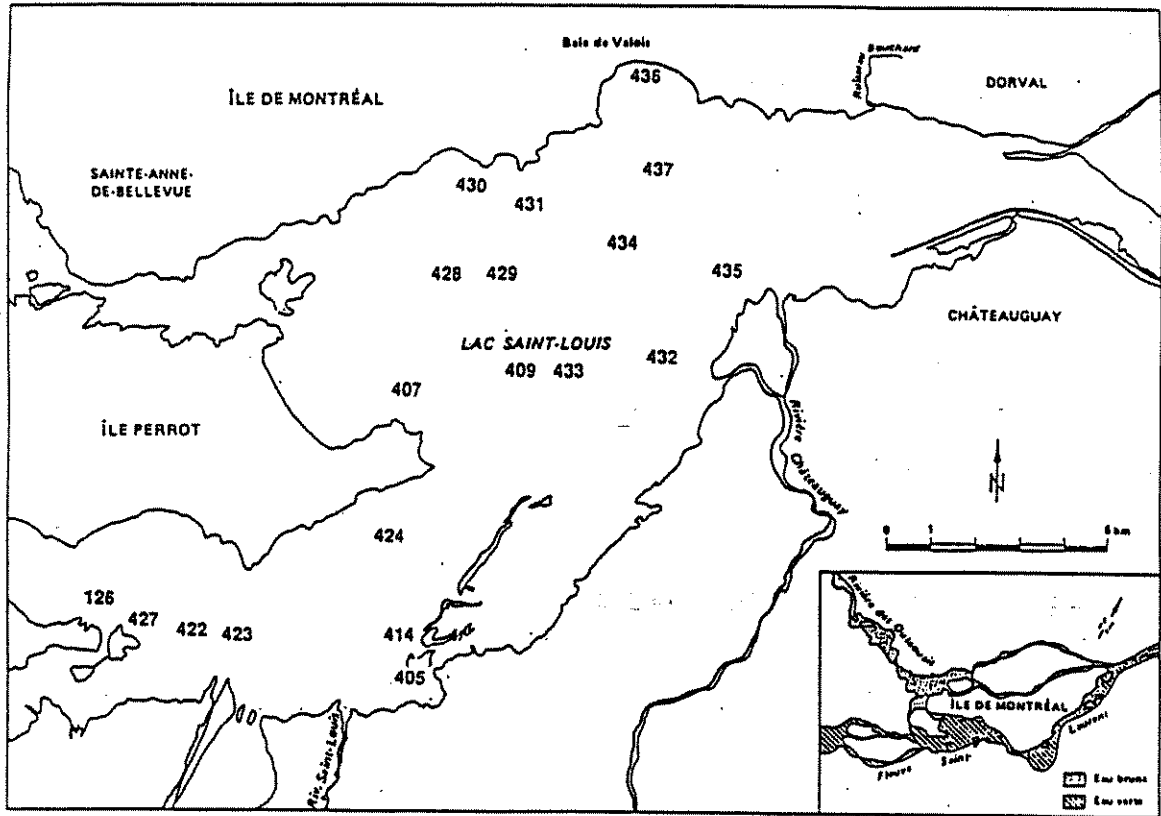 Baie de Valois
436
Ruisseau Bouchard
DORVAL
ÎLE DE MONTRÉAL
SAINTE-ANNE-
DE-BELLEVUE
430
431
437
434
428
429
435
CHÂTEAUGUAY
LAC SAINT-LOUIS
409
433
432
407
ÎLE PERROT
Rivière Châteauguay
N
0 1 5 km
424
126
427
422
423
414
405
Riv. Saint-Louis
Rivière des Outaouais
ÎLE DE MONTRÉAL
Fleuve Saint Laurent
Eau brune
Eau verte